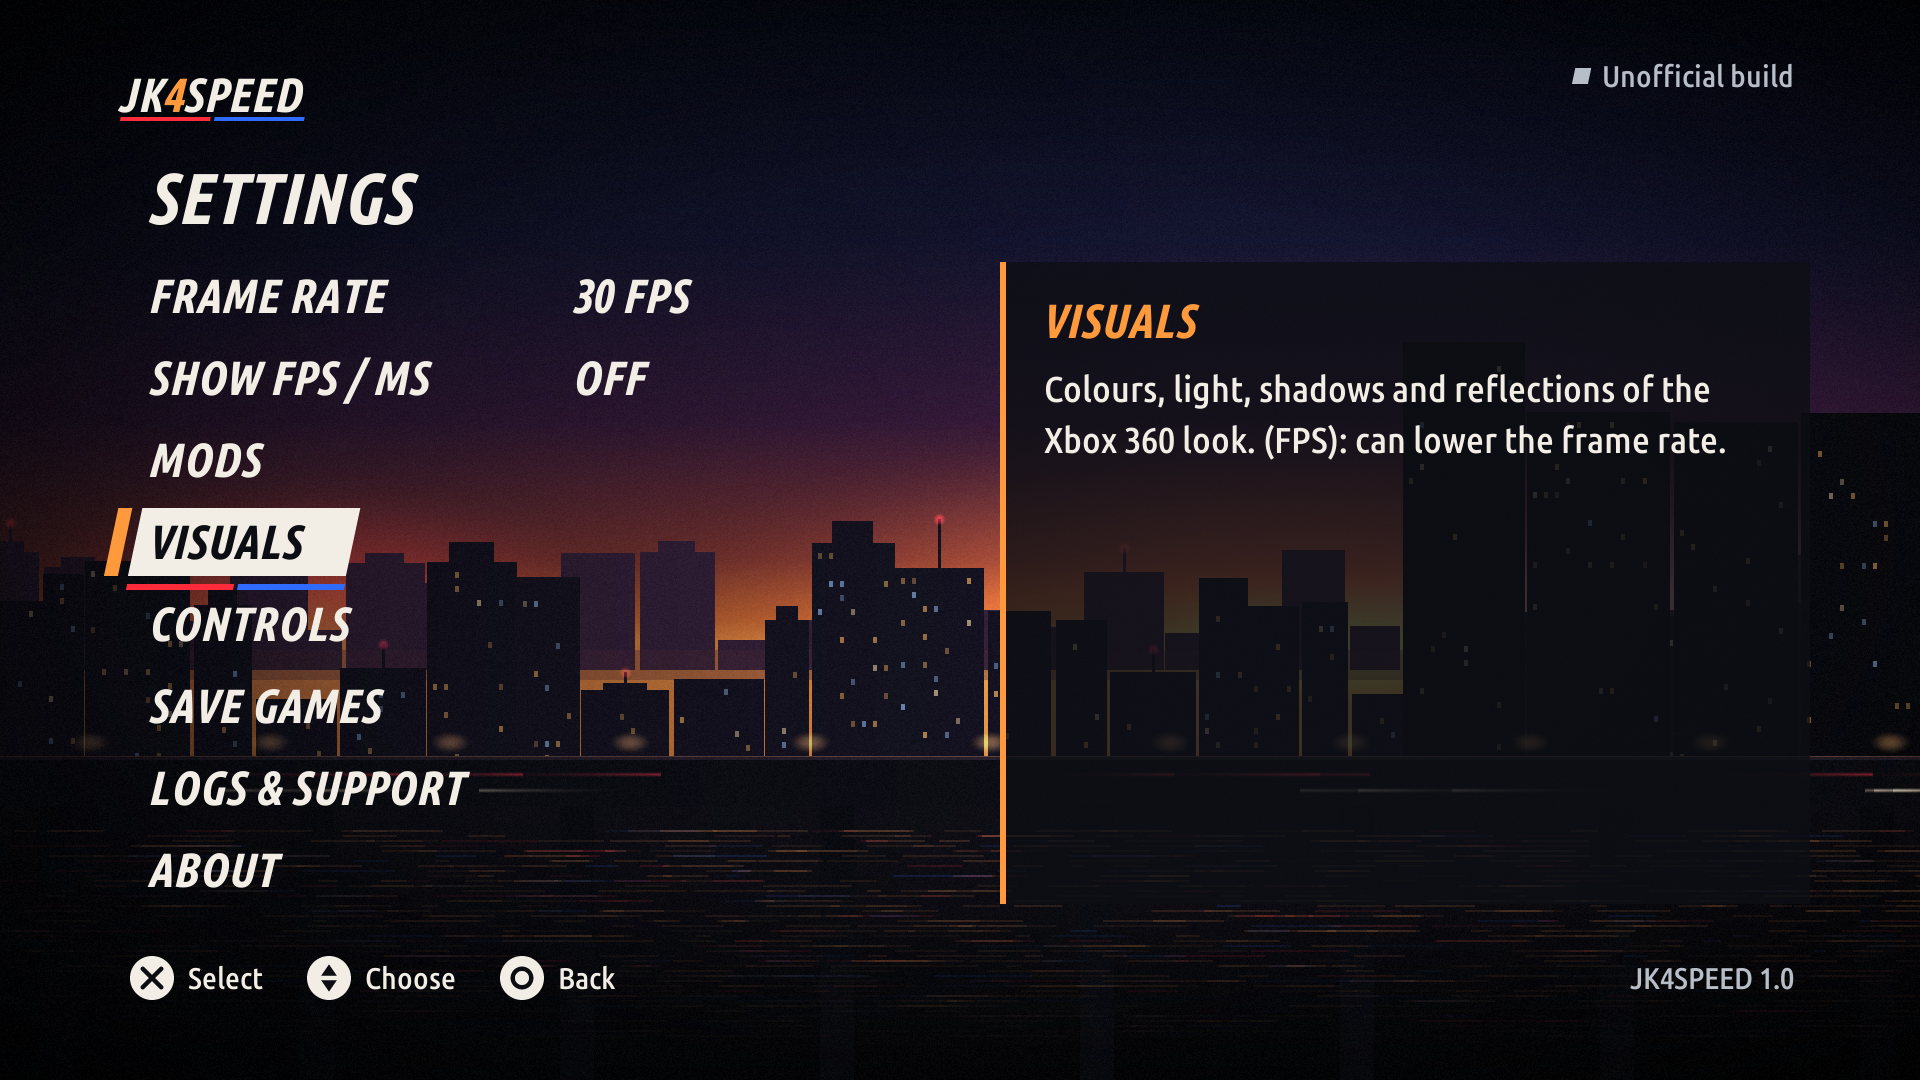 JK4SPEED
Unofficial build
SETTINGS
FRAME RATE 30 FPS
SHOW FPS / MS OFF
MODS
VISUALS
CONTROLS
SAVE GAMES
LOGS & SUPPORT
ABOUT
VISUALS
Colours, light, shadows and reflections of the
Xbox 360 look. (FPS): can lower the frame rate.
Select Choose Back
JK4SPEED 1.0